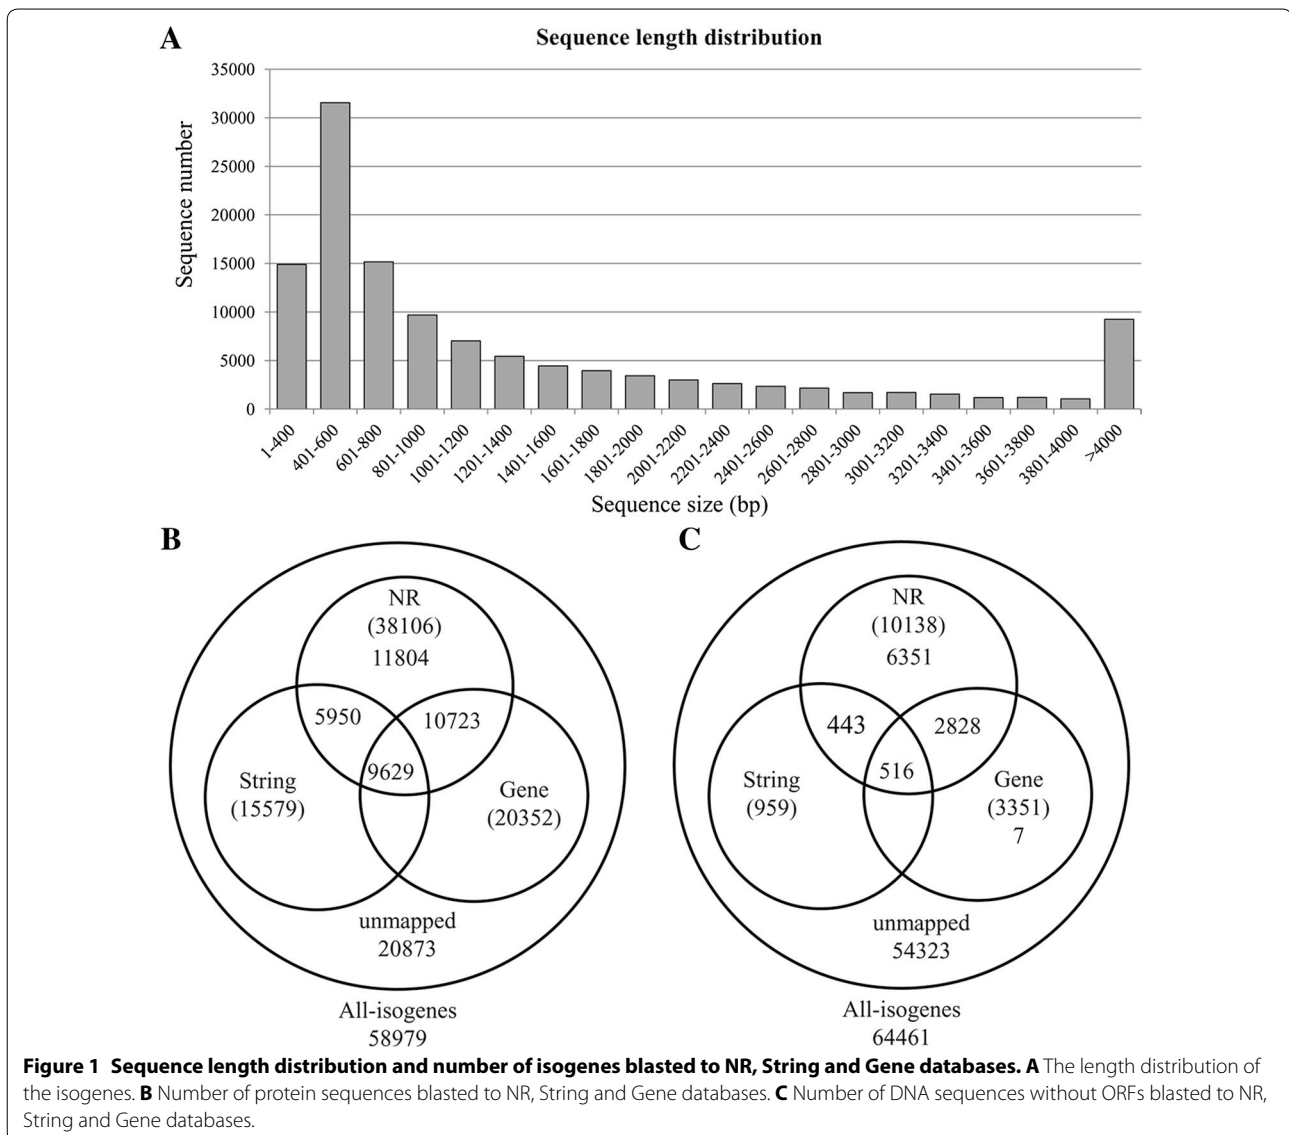 A
Sequence length distribution
Sequence number
35000
30000
25000
20000
15000
10000
5000
0
1-400
401-600
601-800
801-1000
1001-1200
1201-1400
1401-1600
1601-1800
1801-2000
2001-2200
2201-2400
2401-2600
2601-2800
2801-3000
3001-3200
3201-3400
3401-3600
3601-3800
3801-4000
>4000
Sequence size (bp)
B
NR
(38106)
11804
5950
10723
9629
String
(15579)
Gene
(20352)
unmapped
20873
All-isogenes
58979
C
NR
(10138)
6351
443
2828
516
String
(959)
Gene
(3351)
7
unmapped
54323
All-isogenes
64461
Figure 1 Sequence length distribution and number of isogenes blasted to NR, String and Gene databases. A The length distribution of
the isogenes. B Number of protein sequences blasted to NR, String and Gene databases. C Number of DNA sequences without ORFs blasted to NR,
String and Gene databases.